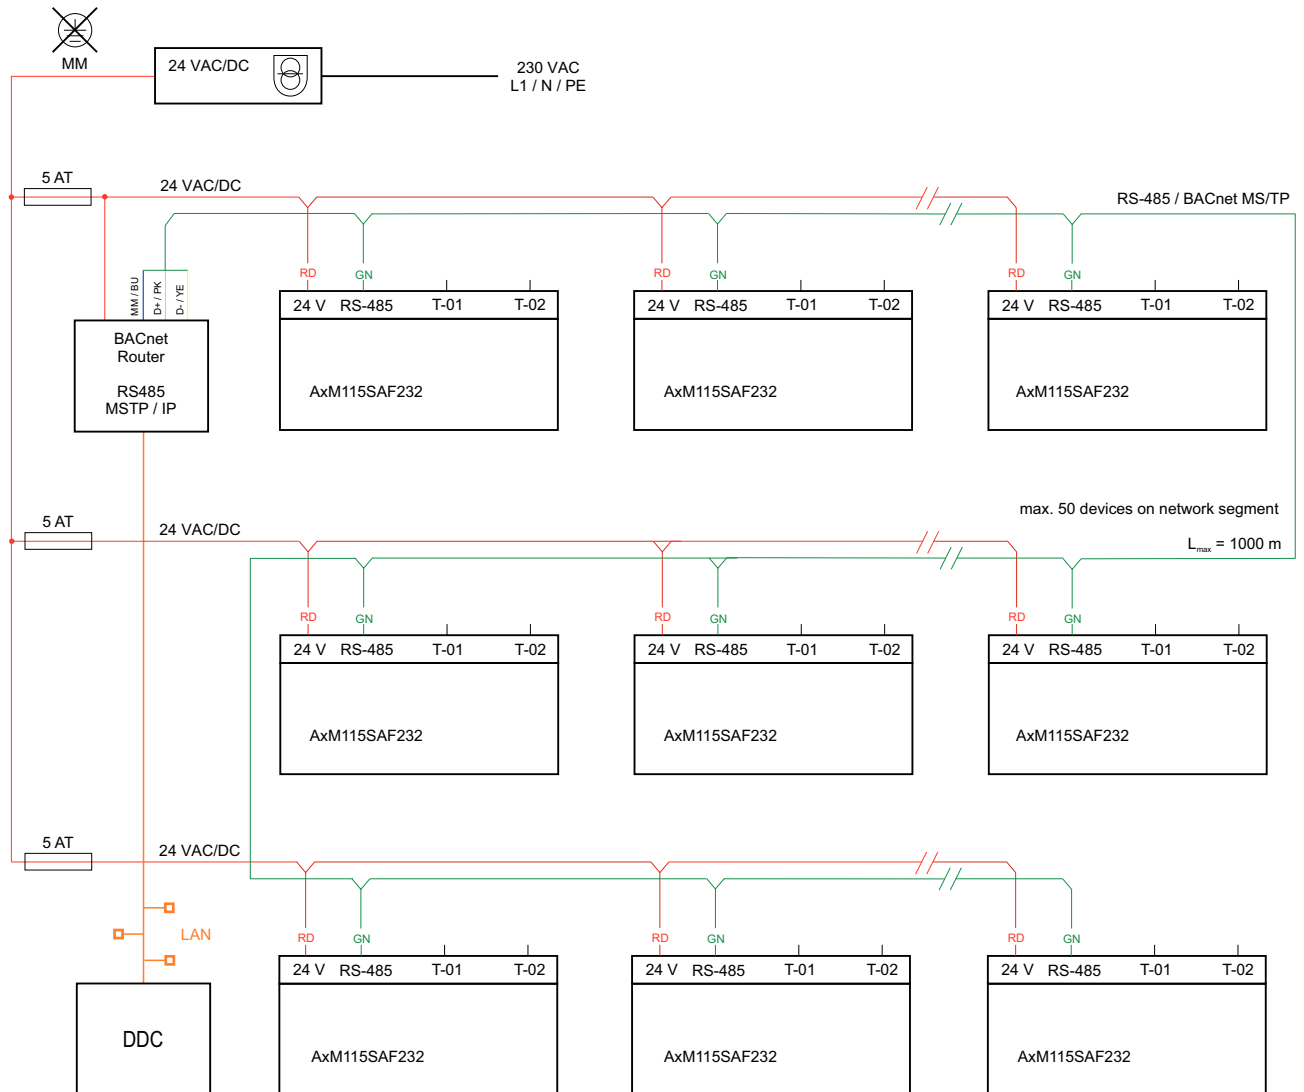 MM
24 VAC/DC
230 VAC
L1 / N / PE
5 AT
24 VAC/DC
RS-485 / BACnet MS/TP
MM / BU
D+ / PK
D- / YE
RD
GN
RD
GN
RD
GN
24 V RS-485 T-01 T-02
24 V RS-485 T-01 T-02
24 V RS-485 T-01 T-02
BACnet
Router
RS485
MSTP / IP
AxM115SAF232
AxM115SAF232
AxM115SAF232
max. 50 devices on network segment
5 AT
24 VAC/DC
Lmax = 1000 m
RD
GN
RD
GN
RD
GN
24 V RS-485 T-01 T-02
24 V RS-485 T-01 T-02
24 V RS-485 T-01 T-02
AxM115SAF232
AxM115SAF232
AxM115SAF232
5 AT
24 VAC/DC
LAN
RD
GN
RD
GN
RD
GN
24 V RS-485 T-01 T-02
24 V RS-485 T-01 T-02
24 V RS-485 T-01 T-02
DDC
AxM115SAF232
AxM115SAF232
AxM115SAF232